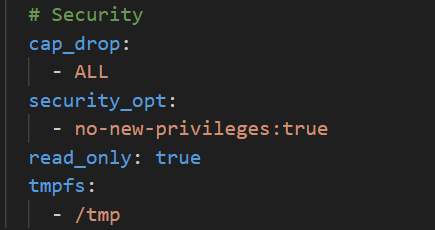 # Security
cap_drop:
  - ALL
security_opt:
  - no-new-privileges:true
read_only: true
tmpfs:
  - /tmp